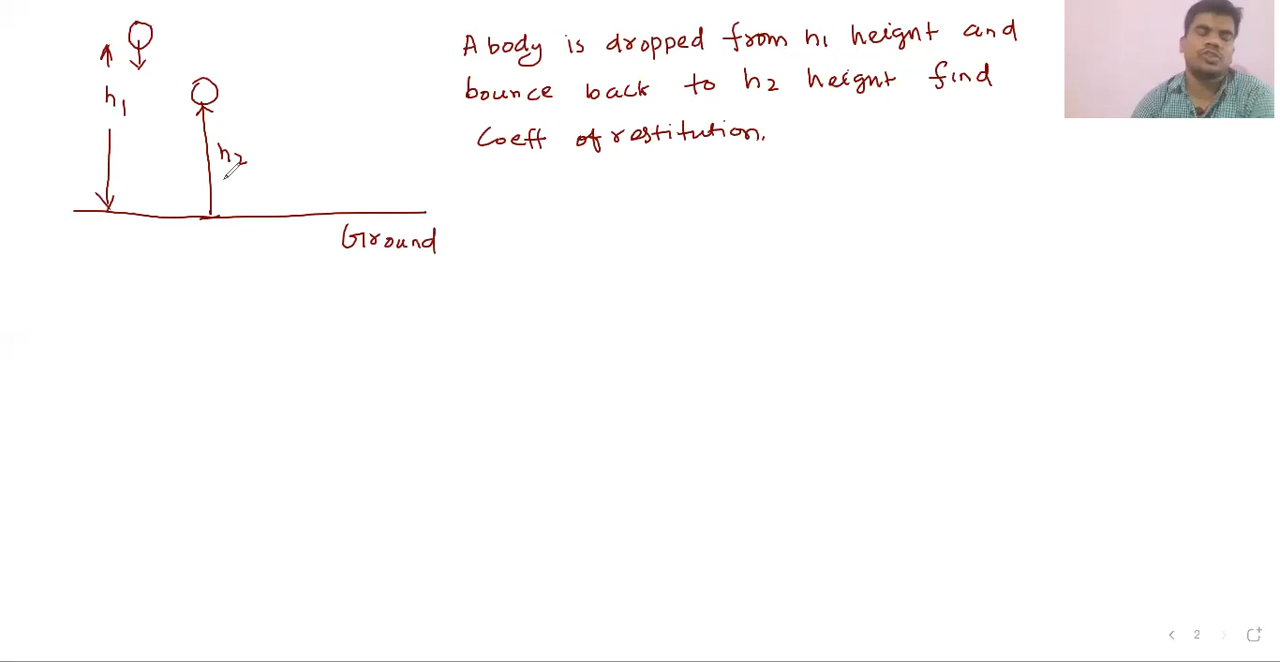 A body is dropped from h1 height and
bounce back to h2 height find
Coeff of restitution.
h1
h2
Ground
2